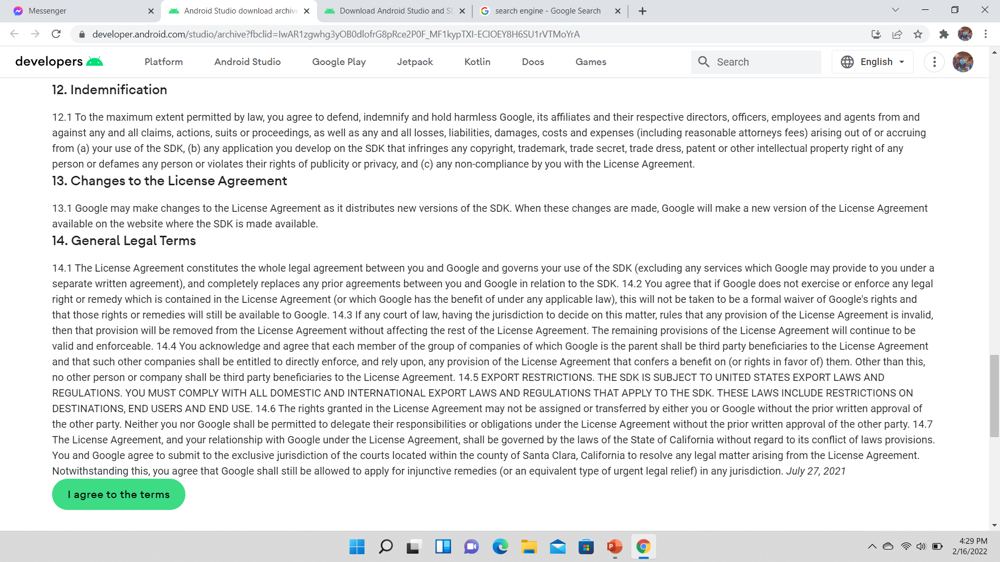 Messenger
Android Studio download archive
Download Android Studio and SD
search engine - Google Search
developer.android.com/studio/archive?fbclid=IwAR1zgwhg3yOB0dlofrG8pRce2P0F_MF1kypTXI-ECIOEY8H6SU1rVTMoYrA
developers
Platform
Android Studio
Google Play
Jetpack
Kotlin
Docs
Games
Search
English
12. Indemnification
12.1 To the maximum extent permitted by law, you agree to defend, indemnify and hold harmless Google, its affiliates and their respective directors, officers, employees and agents from and
against any and all claims, actions, suits or proceedings, as well as any and all losses, liabilities, damages, costs and expenses (including reasonable attorneys fees) arising out of or accruing
from (a) your use of the SDK, (b) any application you develop on the SDK that infringes any copyright, trademark, trade secret, trade dress, patent or other intellectual property right of any
person or defames any person or violates their rights of publicity or privacy, and (c) any non-compliance by you with the License Agreement.
13. Changes to the License Agreement
13.1 Google may make changes to the License Agreement as it distributes new versions of the SDK. When these changes are made, Google will make a new version of the License Agreement
available on the website where the SDK is made available.
14. General Legal Terms
14.1 The License Agreement constitutes the whole legal agreement between you and Google and governs your use of the SDK (excluding any services which Google may provide to you under a
separate written agreement), and completely replaces any prior agreements between you and Google in relation to the SDK. 14.2 You agree that if Google does not exercise or enforce any legal
right or remedy which is contained in the License Agreement (or which Google has the benefit of under any applicable law), this will not be taken to be a formal waiver of Google's rights and
that those rights or remedies will still be available to Google. 14.3 If any court of law, having the jurisdiction to decide on this matter, rules that any provision of the License Agreement is invalid,
then that provision will be removed from the License Agreement without affecting the rest of the License Agreement. The remaining provisions of the License Agreement will continue to be
valid and enforceable. 14.4 You acknowledge and agree that each member of the group of companies of which Google is the parent shall be third party beneficiaries to the License Agreement
and that such other companies shall be entitled to directly enforce, and rely upon, any provision of the License Agreement that confers a benefit on (or rights in favor of) them. Other than this,
no other person or company shall be third party beneficiaries to the License Agreement. 14.5 EXPORT RESTRICTIONS. THE SDK IS SUBJECT TO UNITED STATES EXPORT LAWS AND
REGULATIONS. YOU MUST COMPLY WITH ALL DOMESTIC AND INTERNATIONAL EXPORT LAWS AND REGULATIONS THAT APPLY TO THE SDK. THESE LAWS INCLUDE RESTRICTIONS ON
DESTINATIONS, END USERS AND END USE. 14.6 The rights granted in the License Agreement may not be assigned or transferred by either you or Google without the prior written approval of
the other party. Neither you nor Google shall be permitted to delegate their responsibilities or obligations under the License Agreement without the prior written approval of the other party. 14.7
The License Agreement, and your relationship with Google under the License Agreement, shall be governed by the laws of the State of California without regard to its conflict of laws provisions.
You and Google agree to submit to the exclusive jurisdiction of the courts located within the county of Santa Clara, California to resolve any legal matter arising from the License Agreement.
Notwithstanding this, you agree that Google shall still be allowed to apply for injunctive remedies (or an equivalent type of urgent legal relief) in any jurisdiction. July 27, 2021
I agree to the terms
4:29 PM
2/16/2022